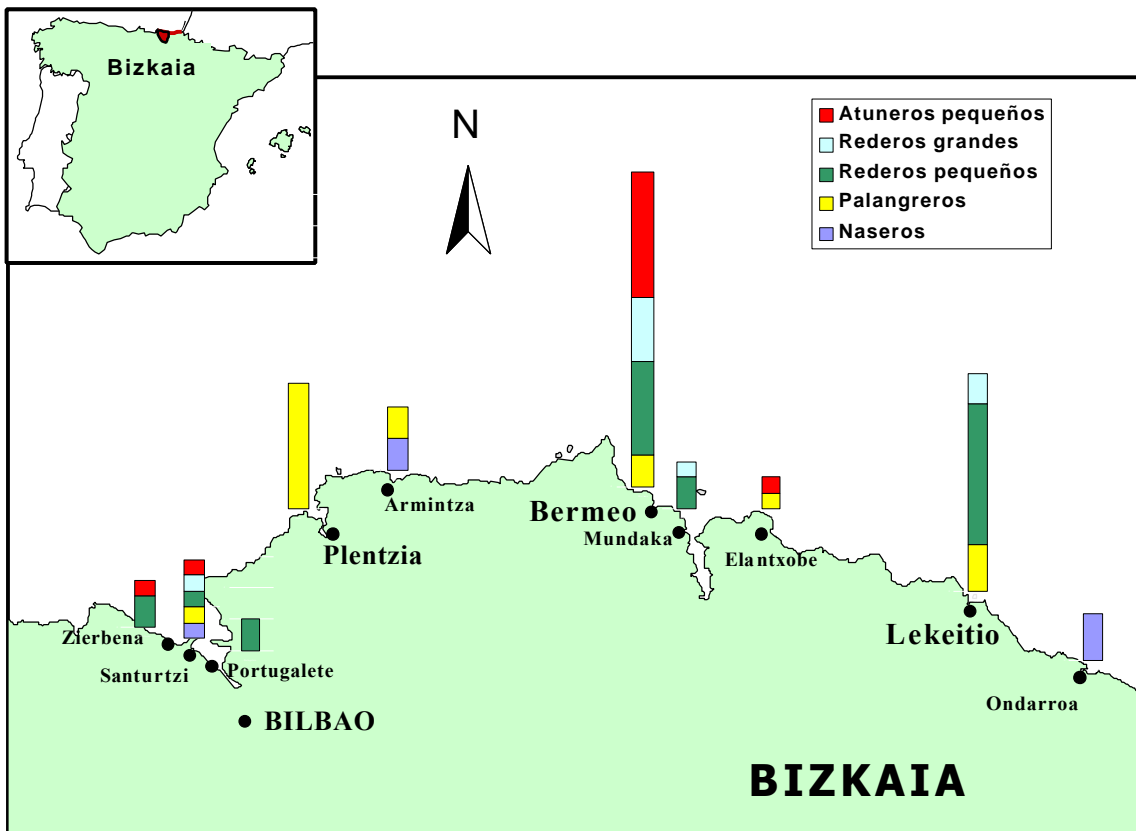 Bizkaia
N
Atuneros pequeños
Rederos grandes
Rederos pequeños
Palangreros
Naseros
Armintza
Bermeo
Plentzia
Mundaka
Elantxobe
Zierbena
Lekeitio
Santurtzi
Portugalete
Ondarroa
BILBAO
BIZKAIA